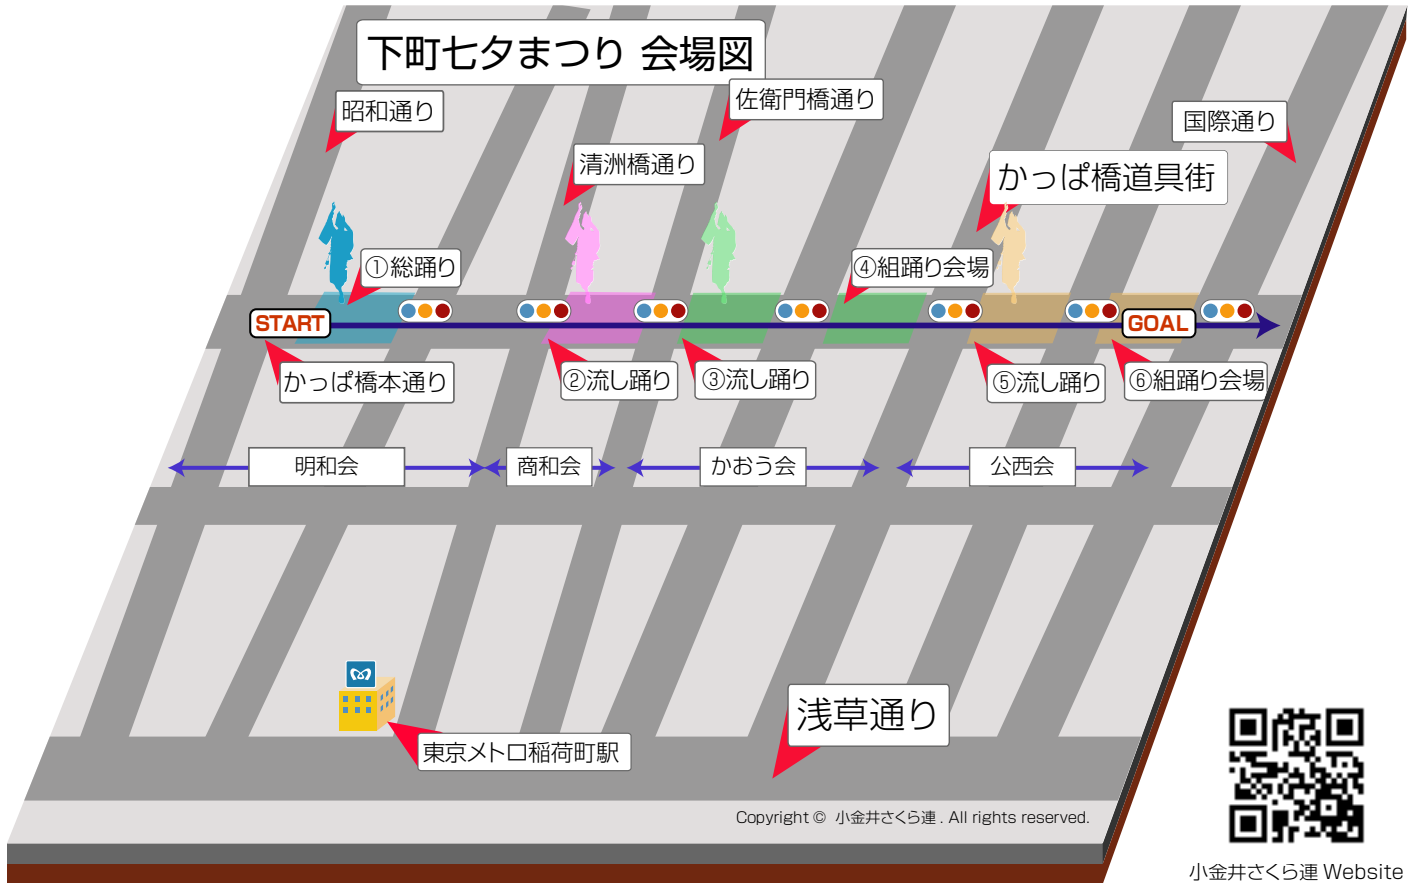 下町七夕まつり 会場図
昭和通り
佐衛門橋通り
国際通り
清洲橋通り
かっぱ橋道具街
①総踊り
④組踊り会場
START
GOAL
かっぱ橋本通り
②流し踊り
③流し踊り
⑤流し踊り
⑥組踊り会場
明和会
商和会
かおう会
公西会
浅草通り
東京メトロ稲荷町駅
Copyright © 小金井さくら連 . All rights reserved.
小金井さくら連 Website